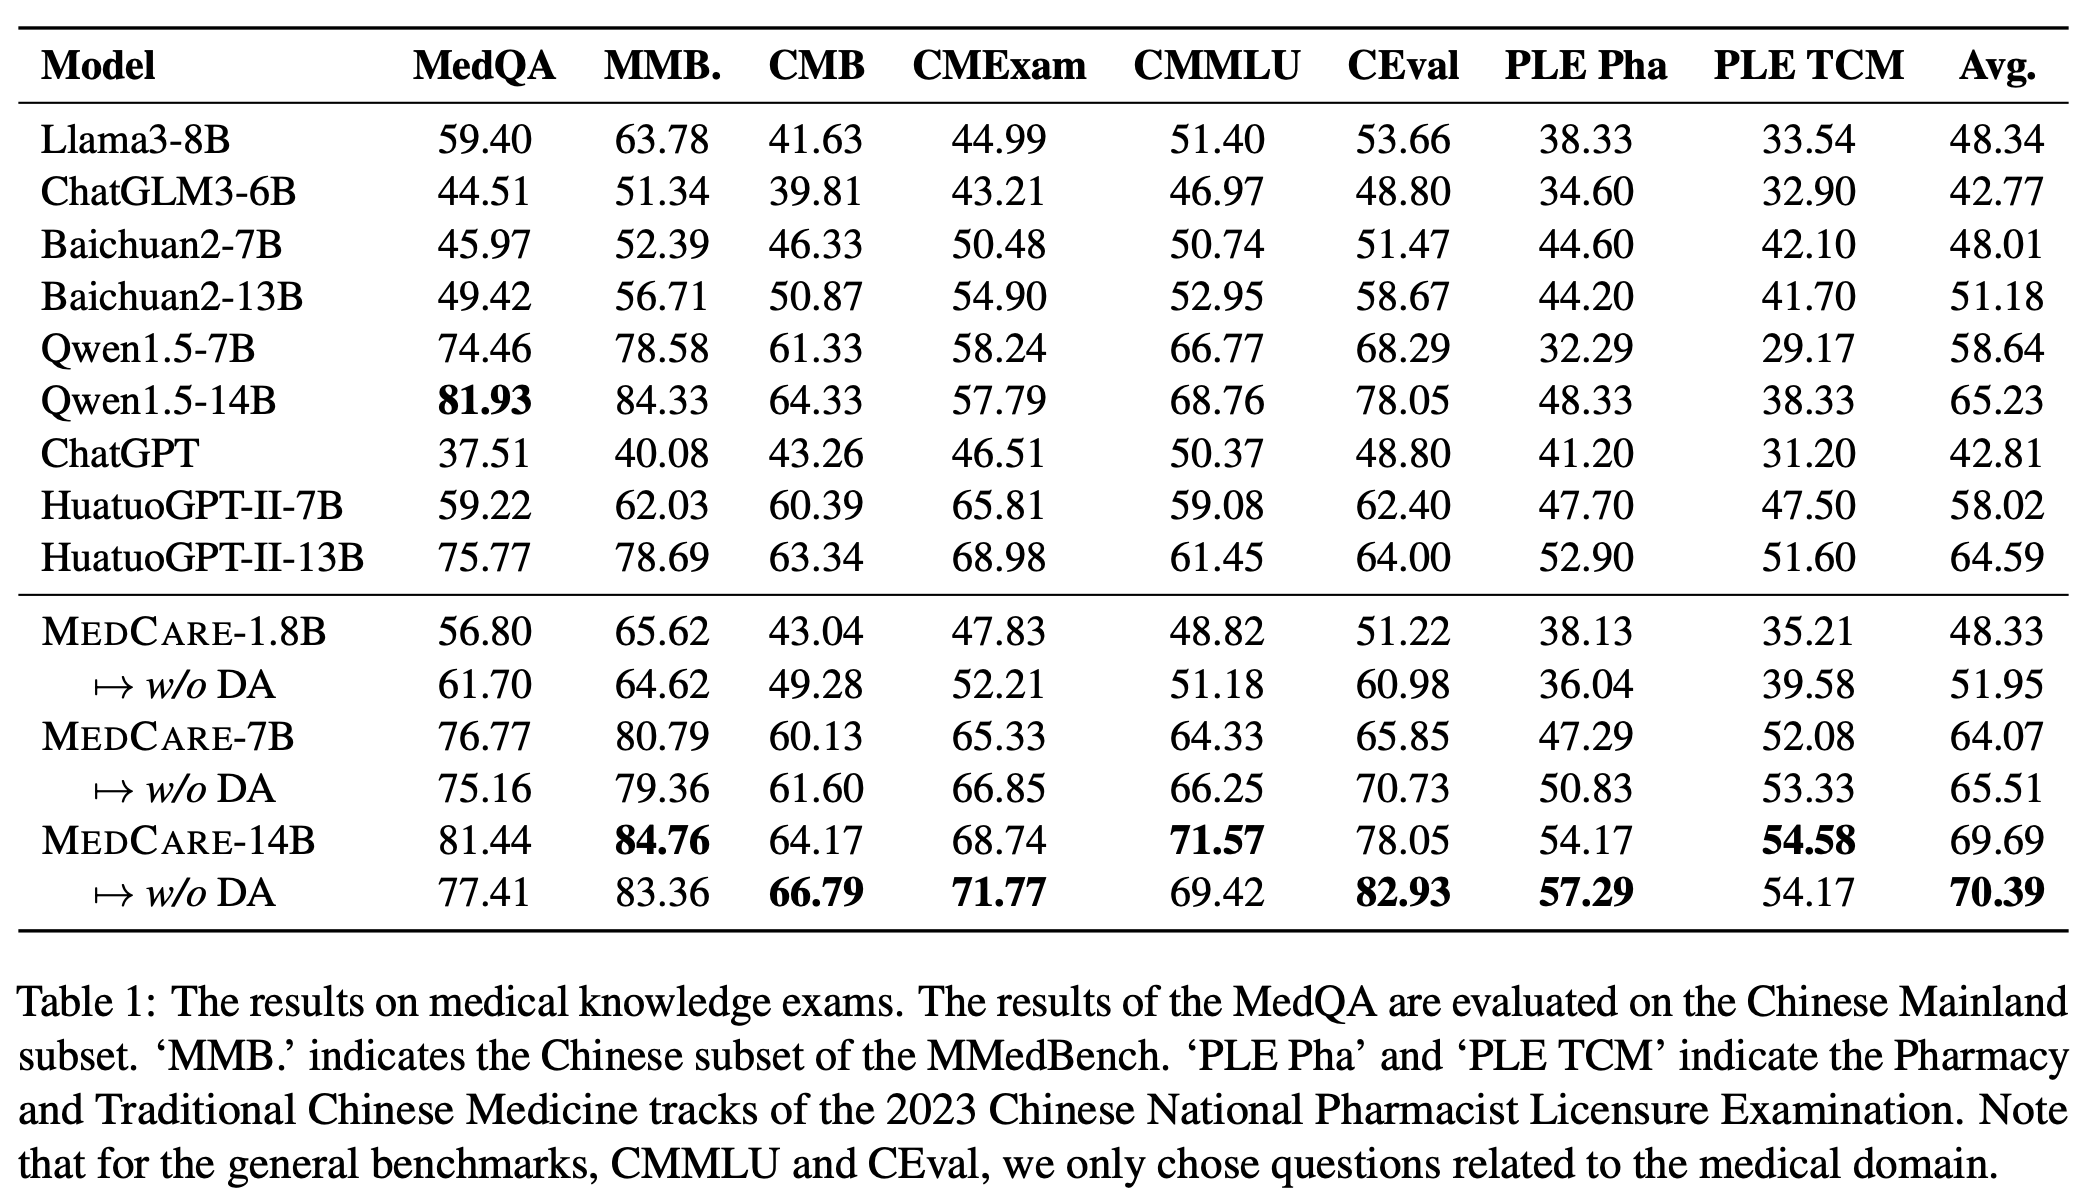 Model MedQA MMB. CMB CMExam CMMLU CEval PLE Pha PLE TCM Avg.
Llama3-8B 59.40 63.78 41.63 44.99 51.40 53.66 38.33 33.54 48.34
ChatGLM3-6B 44.51 51.34 39.81 43.21 46.97 48.80 34.60 32.90 42.77
Baichuan2-7B 45.97 52.39 46.33 50.48 50.74 51.47 44.60 42.10 48.01
Baichuan2-13B 49.42 56.71 50.87 54.90 52.95 58.67 44.20 41.70 51.18
Qwen1.5-7B 74.46 78.58 61.33 58.24 66.77 68.29 32.29 29.17 58.64
Qwen1.5-14B 81.93 84.33 64.33 57.79 68.76 78.05 48.33 38.33 65.23
ChatGPT 37.51 40.08 43.26 46.51 50.37 48.80 41.20 31.20 42.81
HuatuoGPT-II-7B 59.22 62.03 60.39 65.81 59.08 62.40 47.70 47.50 58.02
HuatuoGPT-II-13B 75.77 78.69 63.34 68.98 61.45 64.00 52.90 51.60 64.59
MEDCARE-1.8B 56.80 65.62 43.04 47.83 48.82 51.22 38.13 35.21 48.33
↦ w/o DA 61.70 64.62 49.28 52.21 51.18 60.98 36.04 39.58 51.95
MEDCARE-7B 76.77 80.79 60.13 65.33 64.33 65.85 47.29 52.08 64.07
↦ w/o DA 75.16 79.36 61.60 66.85 66.25 70.73 50.83 53.33 65.51
MEDCARE-14B 81.44 84.76 64.17 68.74 71.57 78.05 54.17 54.58 69.69
↦ w/o DA 77.41 83.36 66.79 71.77 69.42 82.93 57.29 54.17 70.39
Table 1: The results on medical knowledge exams. The results of the MedQA are evaluated on the Chinese Mainland
subset. ‘MMB.’ indicates the Chinese subset of the MMedBench. ‘PLE Pha’ and ‘PLE TCM’ indicate the Pharmacy
and Traditional Chinese Medicine tracks of the 2023 Chinese National Pharmacist Licensure Examination. Note
that for the general benchmarks, CMMLU and CEval, we only chose questions related to the medical domain.